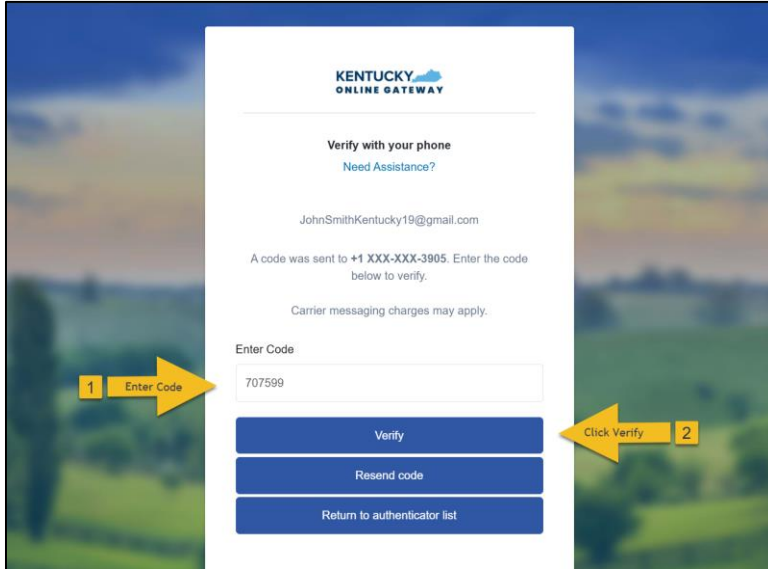 KENTUCKY
ONLINE GATEWAY
Verify with your phone
Need Assistance?
JohnSmithKentucky19@gmail.com
A code was sent to +1 XXX-XXX-3905. Enter the code
below to verify.
Carrier messaging charges may apply.
Enter Code
1 Enter Code
707599
Verify
Click Verify 2
Resend code
Return to authenticator list